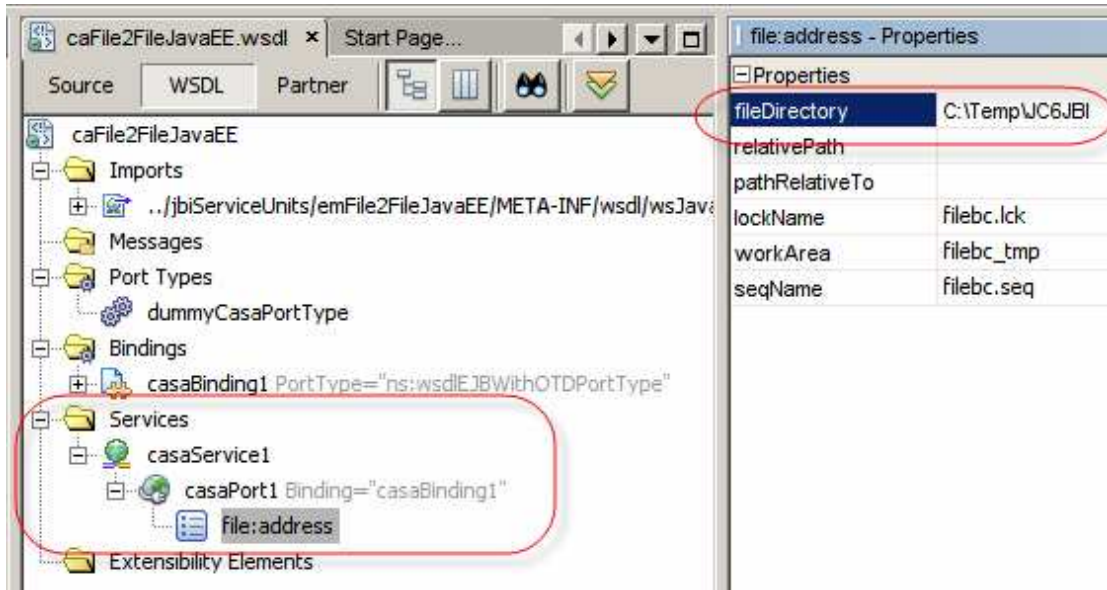 caFile2FileJavaEE.wsdl
Start Page...
Source WSDL Partner
caFile2FileJavaEE
Imports
../jbiServiceUnits/emFile2FileJavaEE/META-INF/wsdl/wsJava
Messages
Port Types
dummyCasaPortType
Bindings
casaBinding1 PortType="ns:wsdlEJBWithOTDPortType"
Services
casaService1
casaPort1 Binding="casaBinding1"
file:address
Extensibility Elements
file:address - Properties
Properties
fileDirectory C:\Temp\JC6JBI
relativePath
pathRelativeTo
lockName filebc.lck
workArea filebc_tmp
seqName filebc.seq